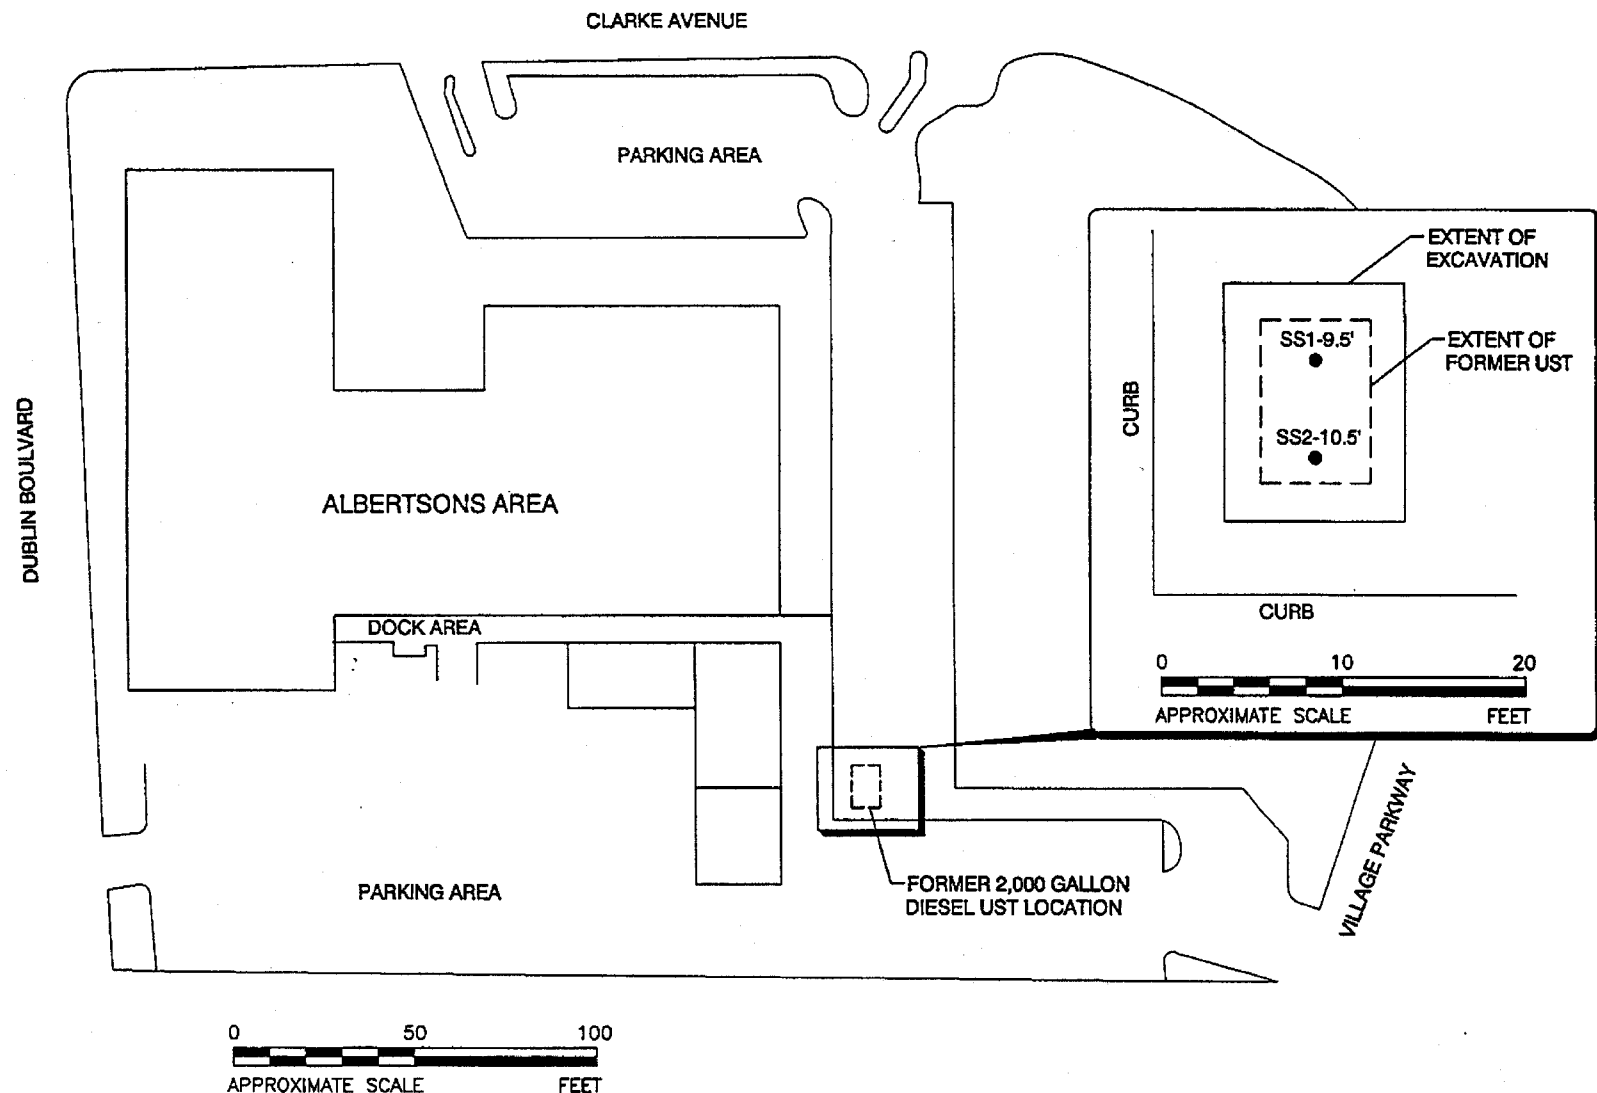 CLARKE AVENUE
PARKING AREA
EXTENT OF
EXCAVATION
SS1-9.5'
EXTENT OF
FORMER UST
CURB
SS2-10.5'
DUBLIN BOULVARD
ALBERTSONS AREA
CURB
DOCK AREA
0 10 20
APPROXIMATE SCALE FEET
VILLAGE PARKWAY
FORMER 2,000 GALLON
DIESEL UST LOCATION
PARKING AREA
0 50 100
APPROXIMATE SCALE FEET